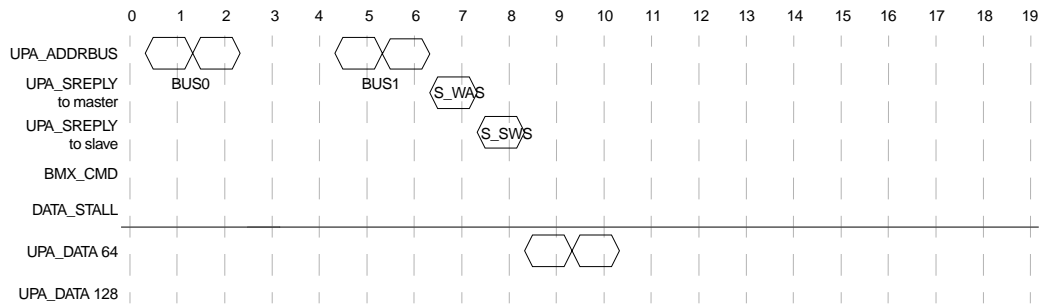 0 1 2 3 4 5 6 7 8 9 10 11 12 13 14 15 16 17 18 19
UPA_ADDRBUS
BUS0 BUS1
UPA_SREPLY
to master
S_WAS
UPA_SREPLY
to slave
S_SWS
BMX_CMD
DATA_STALL
UPA_DATA 64
UPA_DATA 128